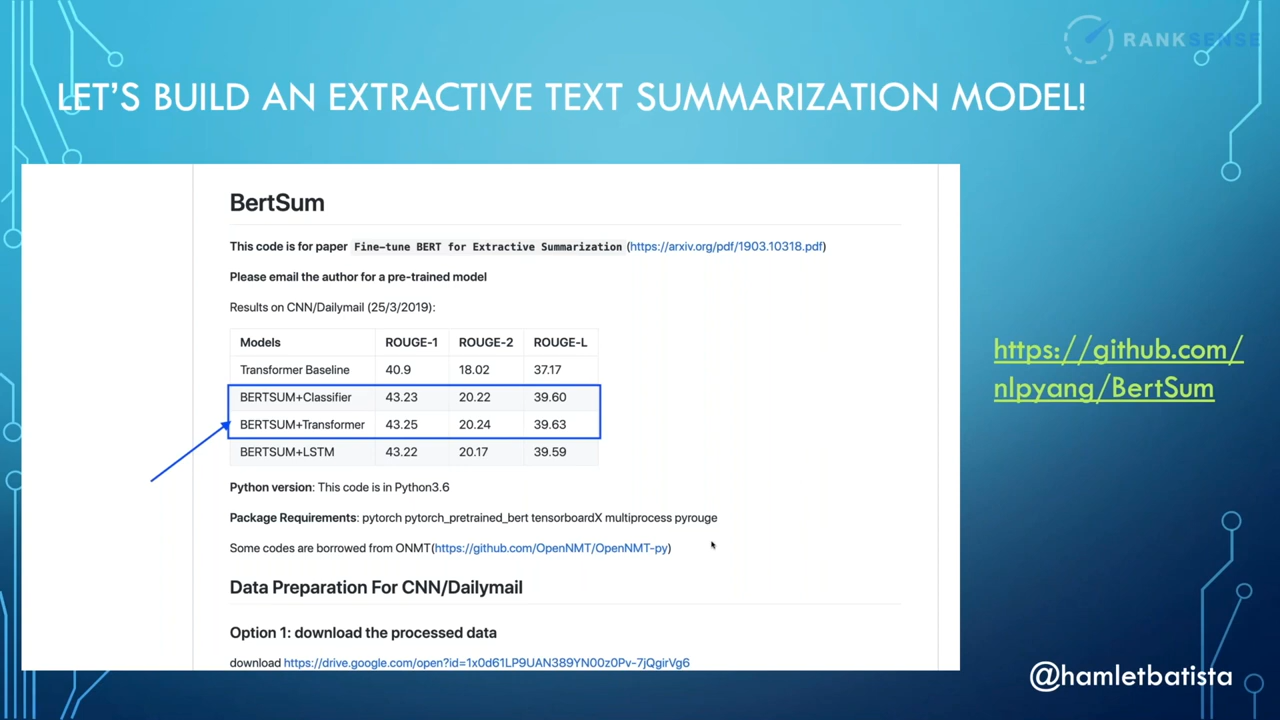 RANKSENSE
LET'S BUILD AN EXTRACTIVE TEXT SUMMARIZATION MODEL!
BertSum
This code is for paper Fine-tune BERT for Extractive Summarization (https://arxiv.org/pdf/1903.10318.pdf)
Please email the author for a pre-trained model
Results on CNN/Dailymail (25/3/2019):
Models ROUGE-1 ROUGE-2 ROUGE-L
Transformer Baseline 40.9 18.02 37.17
BERTSUM+Classifier 43.23 20.22 39.60
BERTSUM+Transformer 43.25 20.24 39.63
BERTSUM+LSTM 43.22 20.17 39.59
Python version: This code is in Python3.6
Package Requirements: pytorch pytorch_pretrained_bert tensorboardX multiprocess pyrouge
Some codes are borrowed from ONMT(https://github.com/OpenNMT/OpenNMT-py)
Data Preparation For CNN/Dailymail
Option 1: download the processed data
download https://drive.google.com/open?id=1x0d61LP9UAN389YN00z0Pv-7jQgirVg6
https://github.com/
nlpyang/BertSum
@hamletbatista